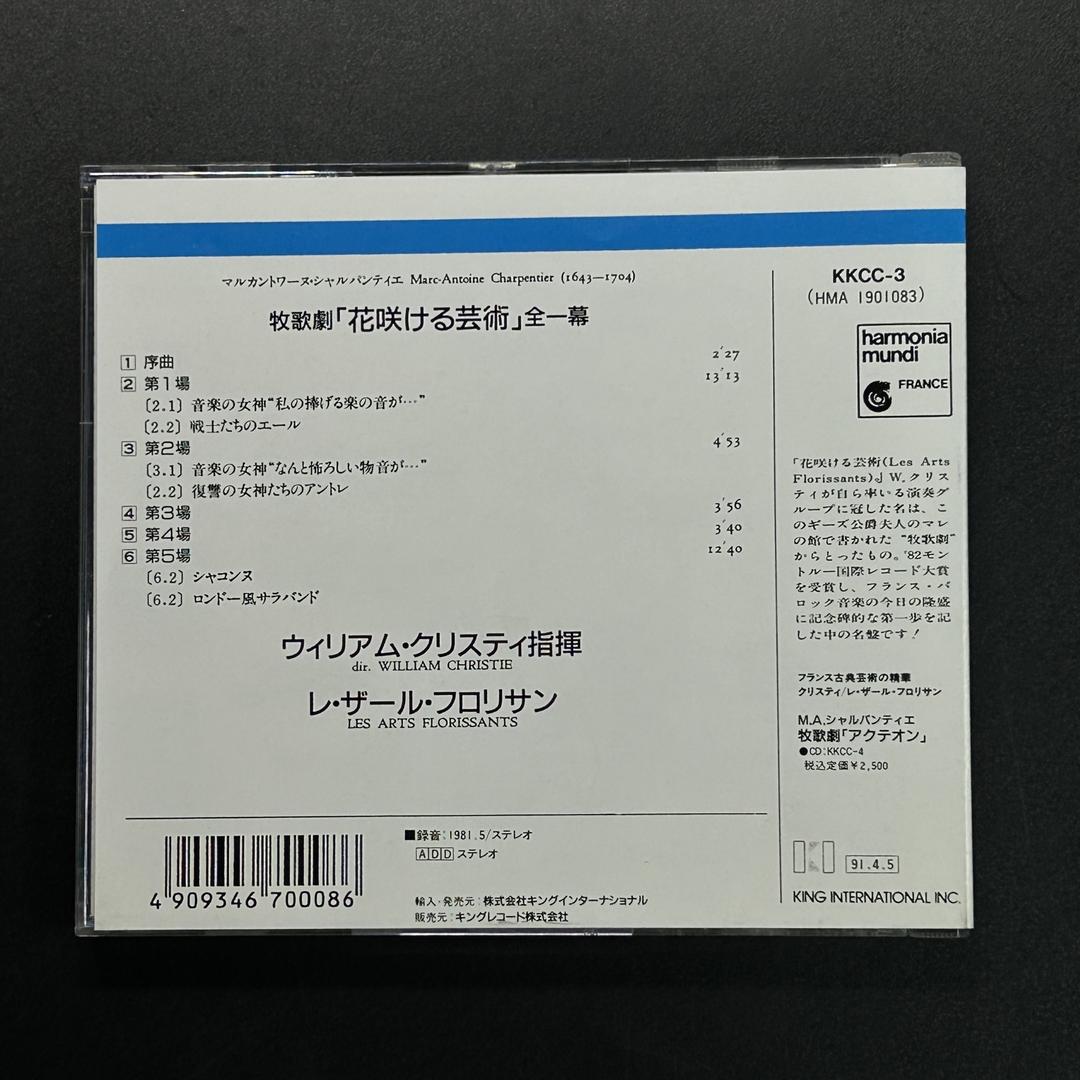 マルカントワーヌ・シャルパンティエ Marc-Antoine Charpentier (1643—1704)
牧歌劇「花咲ける芸術」全一幕
1 序曲 2'27
2 第1場 13'13
〔2.1〕音楽の女神“私の捧げる楽の音が…”
〔2.2〕戦士たちのエール
3 第2場 4'53
〔3.1〕音楽の女神“なんと怖ろしい物音が…”
〔2.2〕復讐の女神たちのアントレ
4 第3場 3'56
5 第4場 3'40
6 第5場 12'40
〔6.2〕シャコンヌ
〔6.2〕ロンドー風サラバンド
ウィリアム・クリスティ指揮
dir. WILLIAM CHRISTIE
レ・ザール・フロリサン
LES ARTS FLORISSANTS
4 909346 700086
■録音:1981.5/ステレオ
ADD ステレオ
輸入・発売元:株式会社キングインターナショナル
販売元:キングレコード株式会社
KKCC-3
(HMA 1901083)
harmonia
mundi
FRANCE
「花咲ける芸術(Les Arts
Florissants)」W.クリス
ティが自ら率いる演奏グ
ループに冠した名は、こ
のギーズ公爵夫人のマレ
の館で書かれた“牧歌劇”
からとったもの。'82モン
トルー国際レコード大賞
を受賞し、フランス・バ
ロック音楽の今日の隆盛
に記念碑的な第一歩を記
した中の名盤です!
フランス古典芸術の精華
クリスティ/レ・ザール・フロリサン
M.A.シャルパンティエ
牧歌劇「アクテオン」
●CD:KKCC-4
税込定価¥2,500
KI 91.4.5
KING INTERNATIONAL INC.